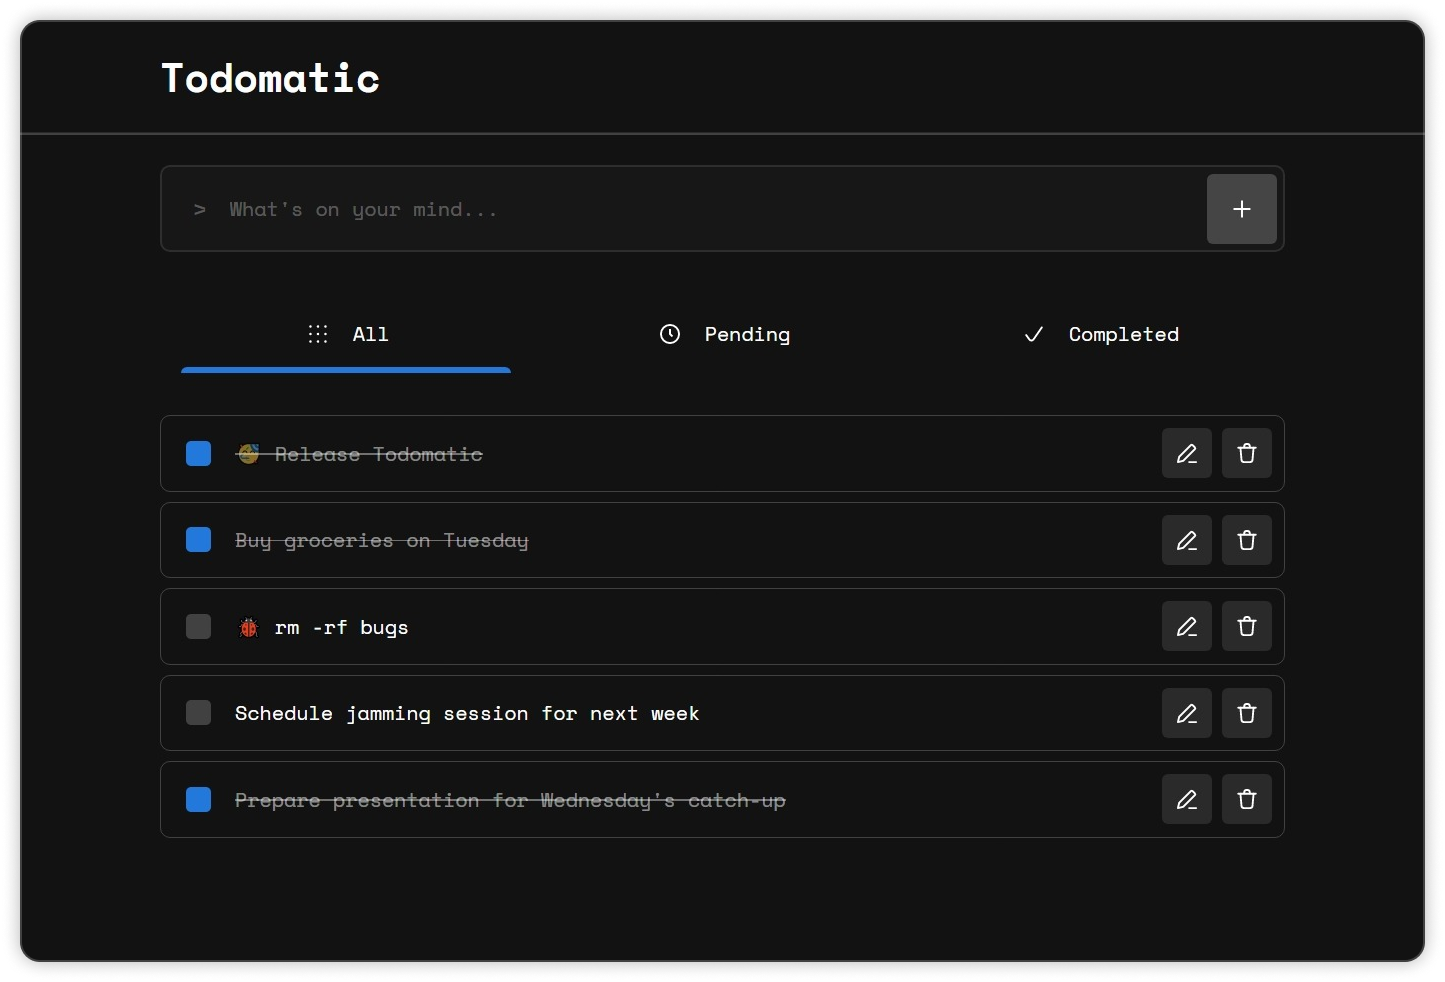 Todomatic
> What's on your mind...
All
Pending
Completed
😴 Release Todomatic
Buy groceries on Tuesday
🐞 rm -rf bugs
Schedule jamming session for next week
Prepare presentation for Wednesday's catch-up